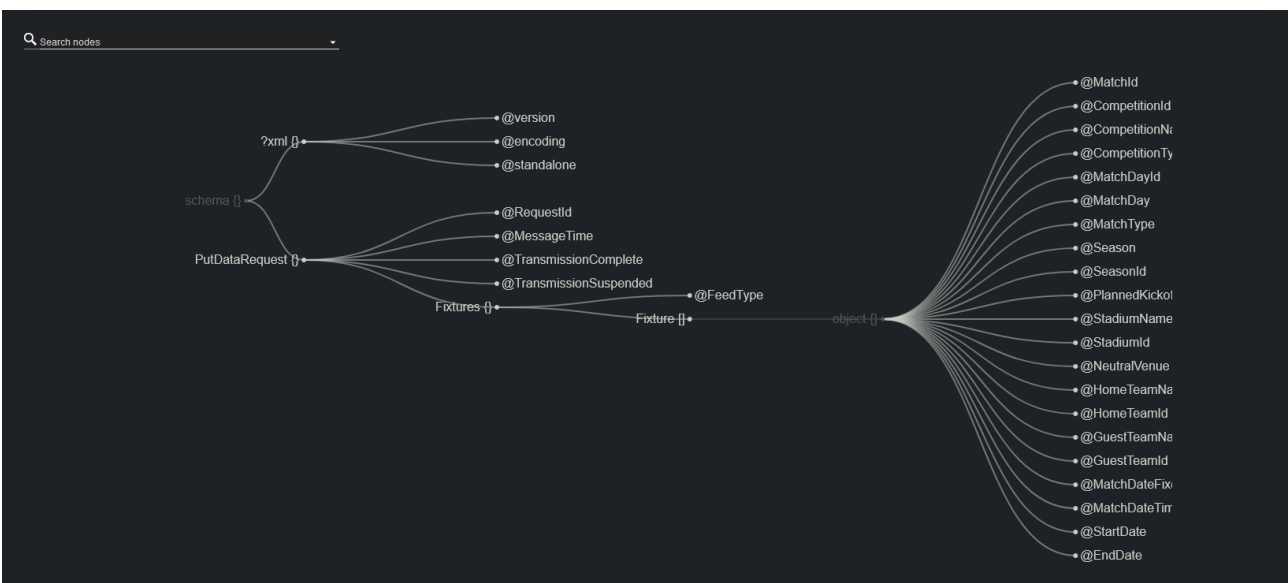 Search nodes
schema {}
?xml {}
@version
@encoding
@standalone
PutDataRequest {}
@RequestId
@MessageTime
@TransmissionComplete
@TransmissionSuspended
Fixtures {}
@FeedType
Fixture []
object {}
@MatchId
@CompetitionId
@CompetitionNa
@CompetitionTy
@MatchDayId
@MatchDay
@MatchType
@Season
@SeasonId
@PlannedKickof
@StadiumName
@StadiumId
@NeutralVenue
@HomeTeamNa
@HomeTeamId
@GuestTeamNa
@GuestTeamId
@MatchDateFix
@MatchDateTim
@StartDate
@EndDate